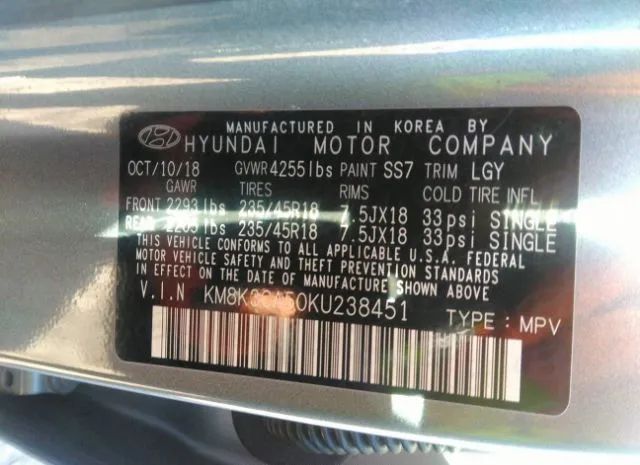 MANUFACTURED IN KOREA BY
HYUNDAI MOTOR COMPANY
OCT/10/18 GVWR 4255lbs PAINT SS7 TRIM LGY
GAWR TIRES RIMS COLD TIRE INFL
FRONT 2293lbs 235/45R18 7.5JX18 33psi SINGLE
REAR 235/45R18 7.5JX18 33psi SINGLE
THIS VEHICLE CONFORMS TO ALL APPLICABLE U.S.A. FEDERAL
MOTOR VEHICLE SAFETY AND THEFT PREVENTION STANDARDS
IN EFFECT ON THE DATE OF MANUFACTURE SHOWN ABOVE
V.I.N TYPE : MPV